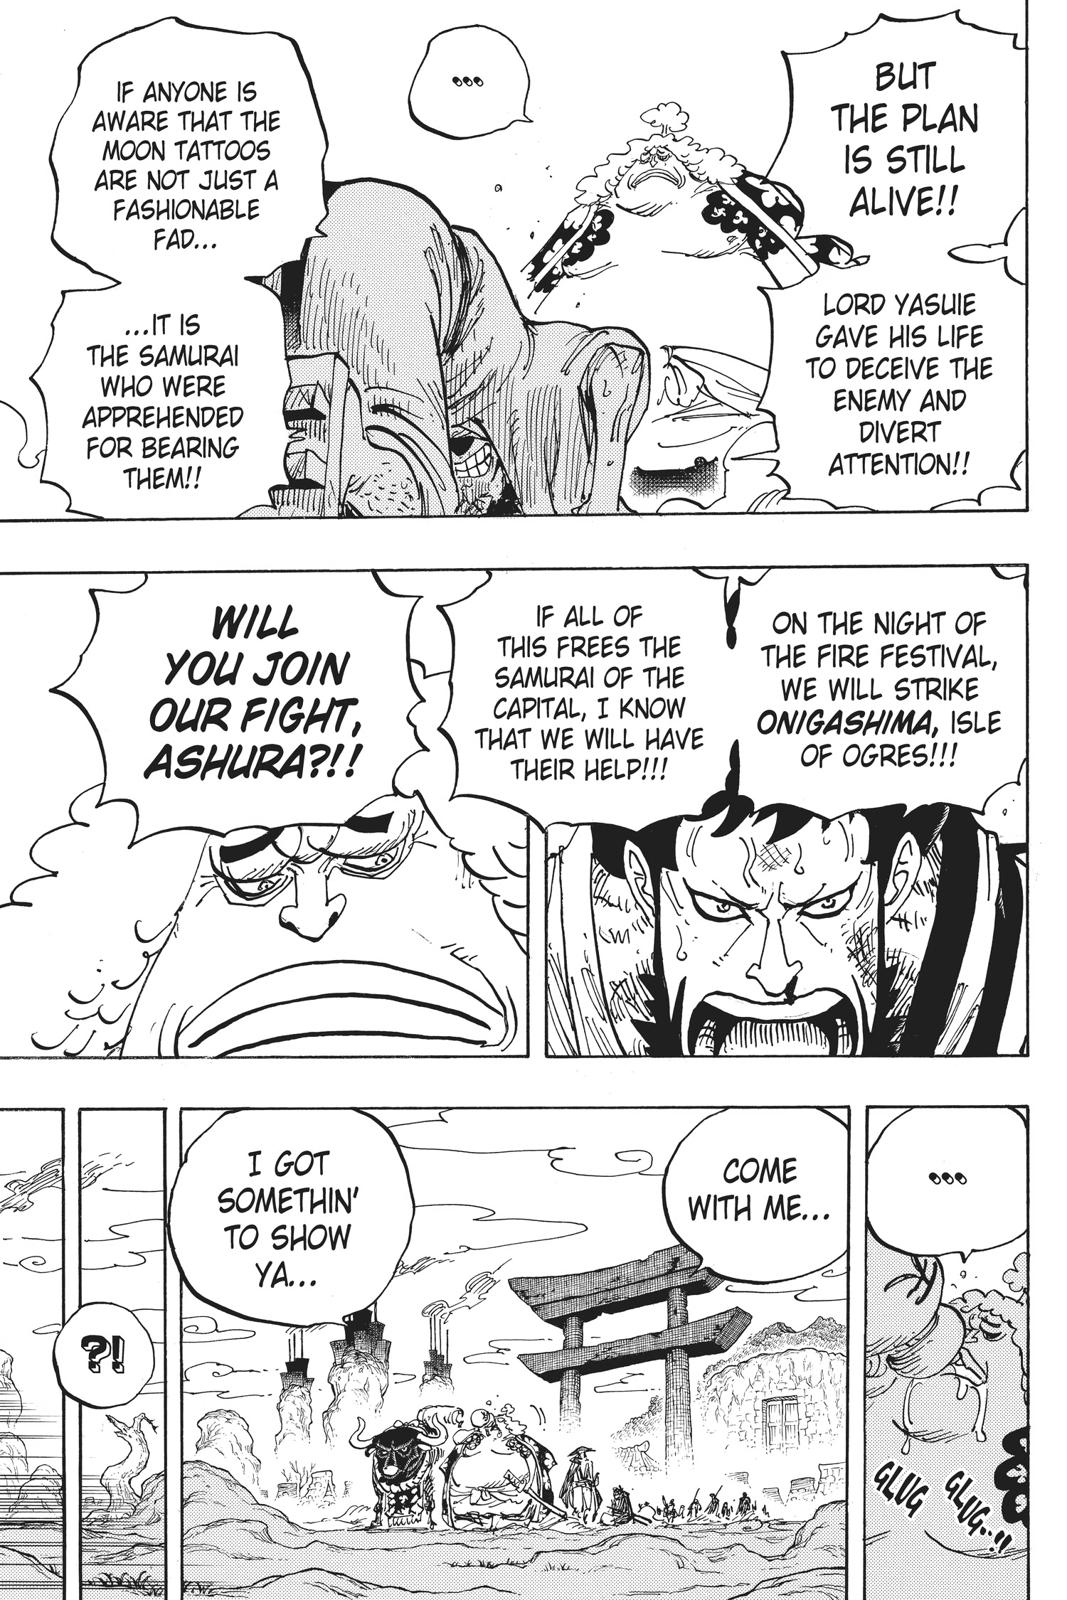 BUT
THE PLAN
IS STILL
ALIVE!!
LORD YASUIE
GAVE HIS LIFE
TO DECEIVE THE
ENEMY AND
DIVERT
ATTENTION!!
...
IF ANYONE IS
AWARE THAT THE
MOON TATTOOS
ARE NOT JUST A
FASHIONABLE
FAD...
...IT IS
THE SAMURAI
WHO WERE
APPREHENDED
FOR BEARING
THEM!!
ON THE NIGHT OF
THE FIRE FESTIVAL,
WE WILL STRIKE
ONIGASHIMA, ISLE
OF OGRES!!!
IF ALL OF
THIS FREES THE
SAMURAI OF THE
CAPITAL, I KNOW
THAT WE WILL HAVE
THEIR HELP!!!
WILL
YOU JOIN
OUR FIGHT,
ASHURA?!!
...
GLUG
GLUG..!!
COME
WITH ME...
I GOT
SOMETHIN'
TO SHOW
YA...
?!